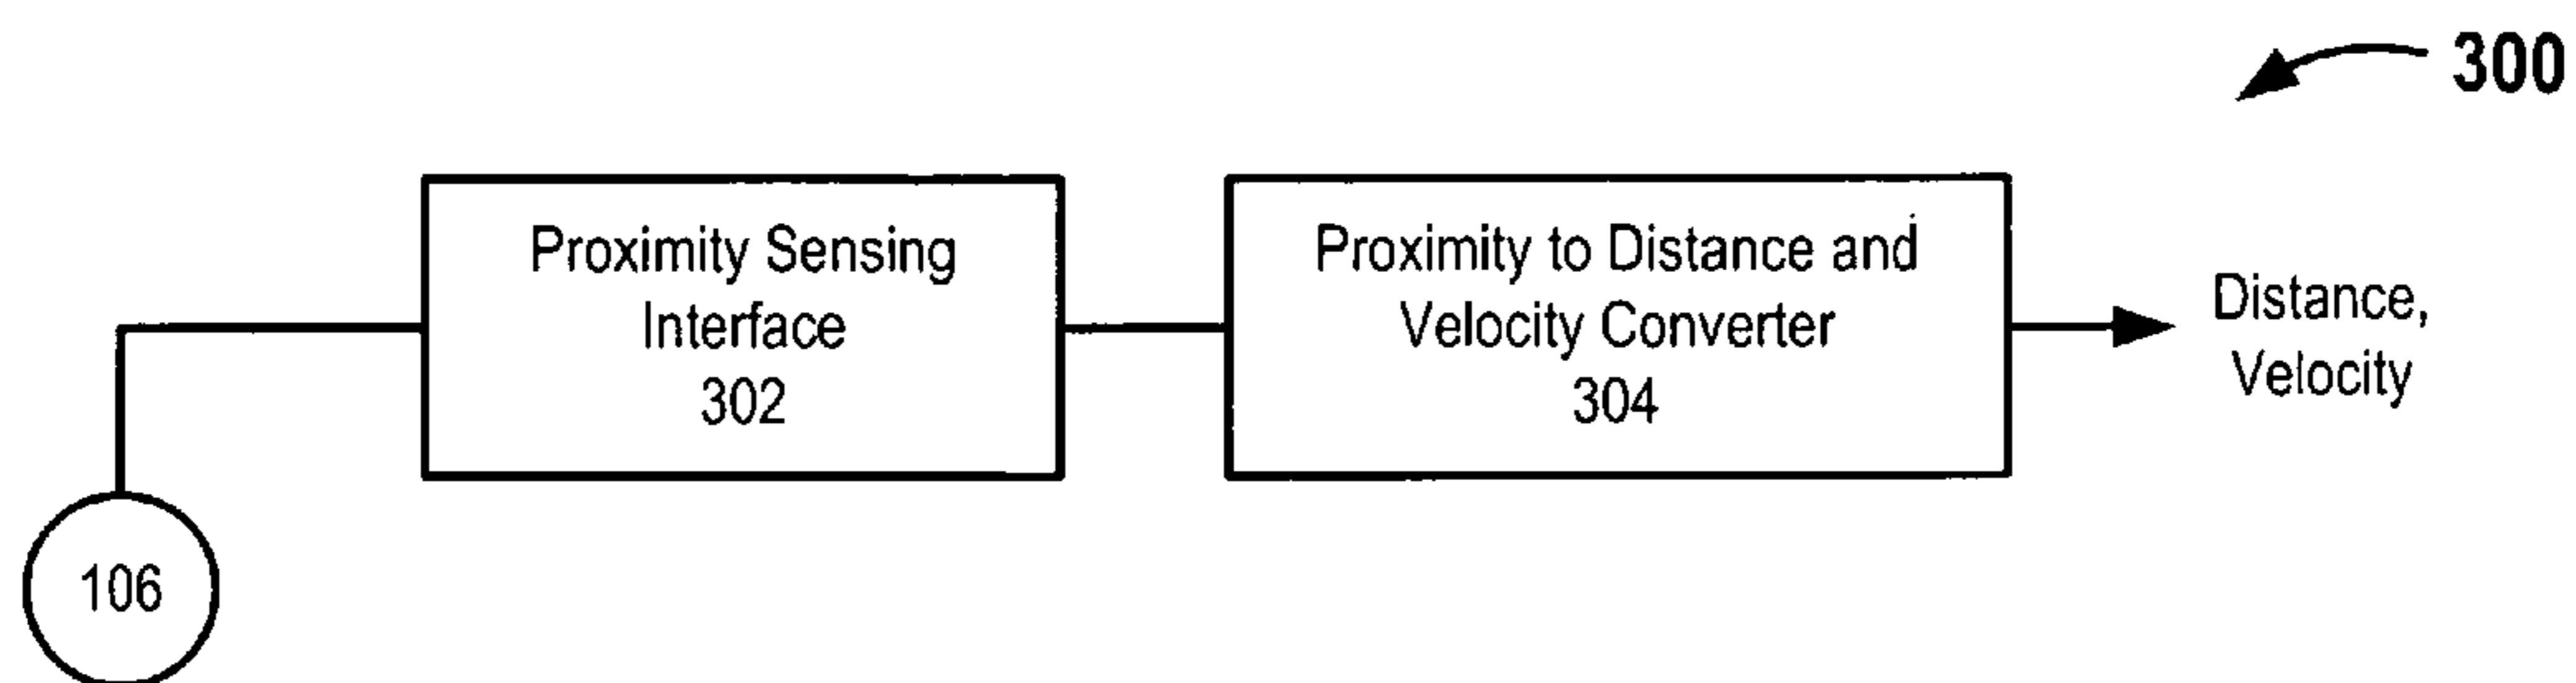 300
Proximity Sensing
Interface
302
Proximity to Distance and
Velocity Converter
304
Distance,
Velocity
106